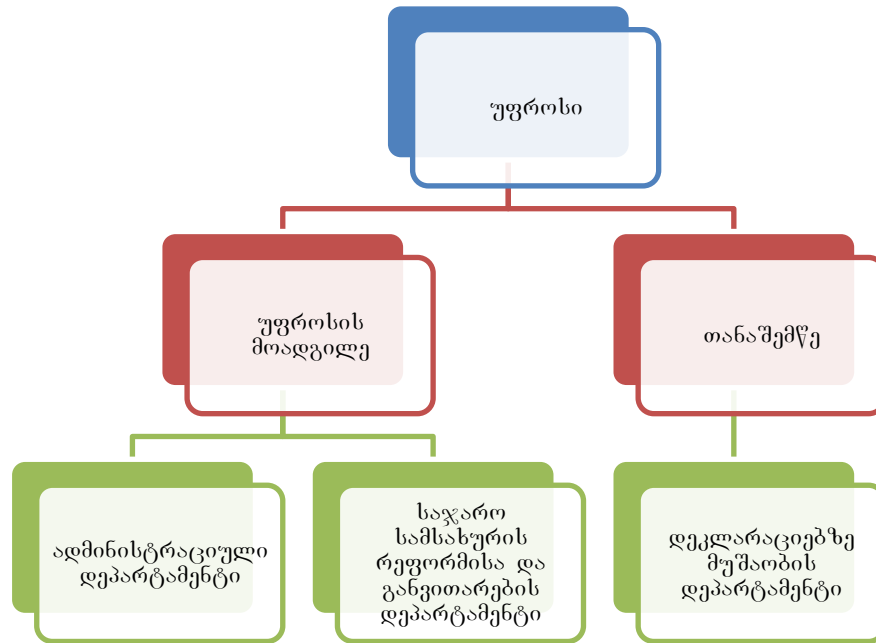 უფროსი
უფროსის
მოადგილე
თანაშემწე
ადმინისტრაციული
დეპარტამენტი
საჯარო
სამსახურის
რეფორმისა და
განვითარების
დეპარტამენტი
დეკლარაციებზე
მუშაობის
დეპარტამენტი